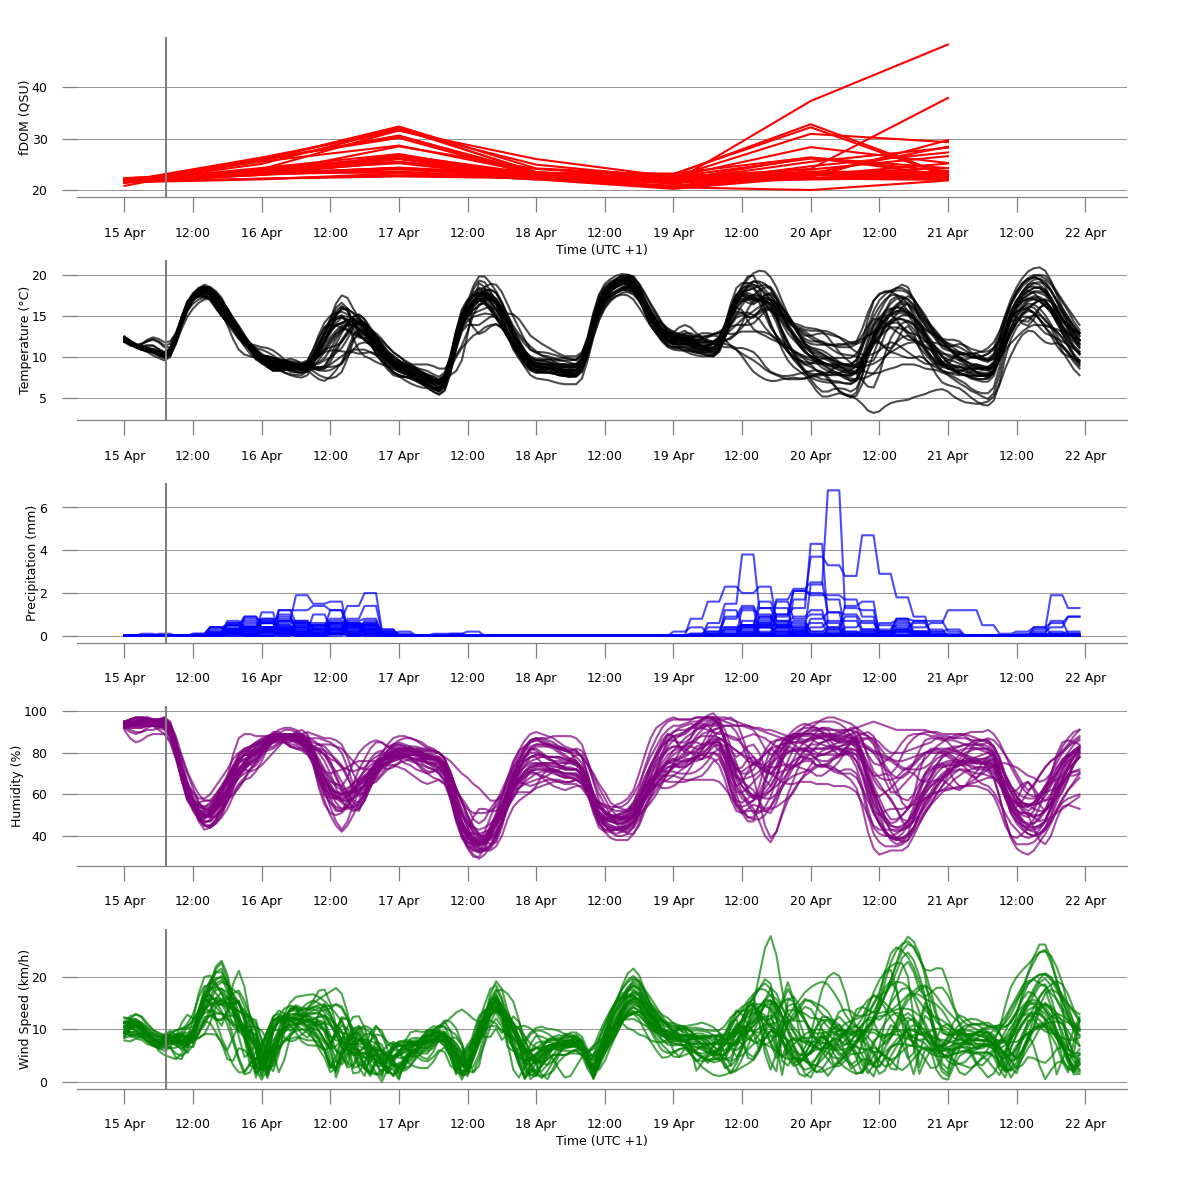 fDOM (QSU)
40
30
20
15 Apr 12:00 16 Apr 12:00 17 Apr 12:00 18 Apr 12:00 19 Apr 12:00 20 Apr 12:00 21 Apr 12:00 22 Apr
Time (UTC +1)
Temperature (°C)
20
15
10
5
15 Apr 12:00 16 Apr 12:00 17 Apr 12:00 18 Apr 12:00 19 Apr 12:00 20 Apr 12:00 21 Apr 12:00 22 Apr
Precipitation (mm)
6
4
2
0
15 Apr 12:00 16 Apr 12:00 17 Apr 12:00 18 Apr 12:00 19 Apr 12:00 20 Apr 12:00 21 Apr 12:00 22 Apr
Humidity (%)
100
80
60
40
15 Apr 12:00 16 Apr 12:00 17 Apr 12:00 18 Apr 12:00 19 Apr 12:00 20 Apr 12:00 21 Apr 12:00 22 Apr
Wind Speed (km/h)
20
10
0
15 Apr 12:00 16 Apr 12:00 17 Apr 12:00 18 Apr 12:00 19 Apr 12:00 20 Apr 12:00 21 Apr 12:00 22 Apr
Time (UTC +1)